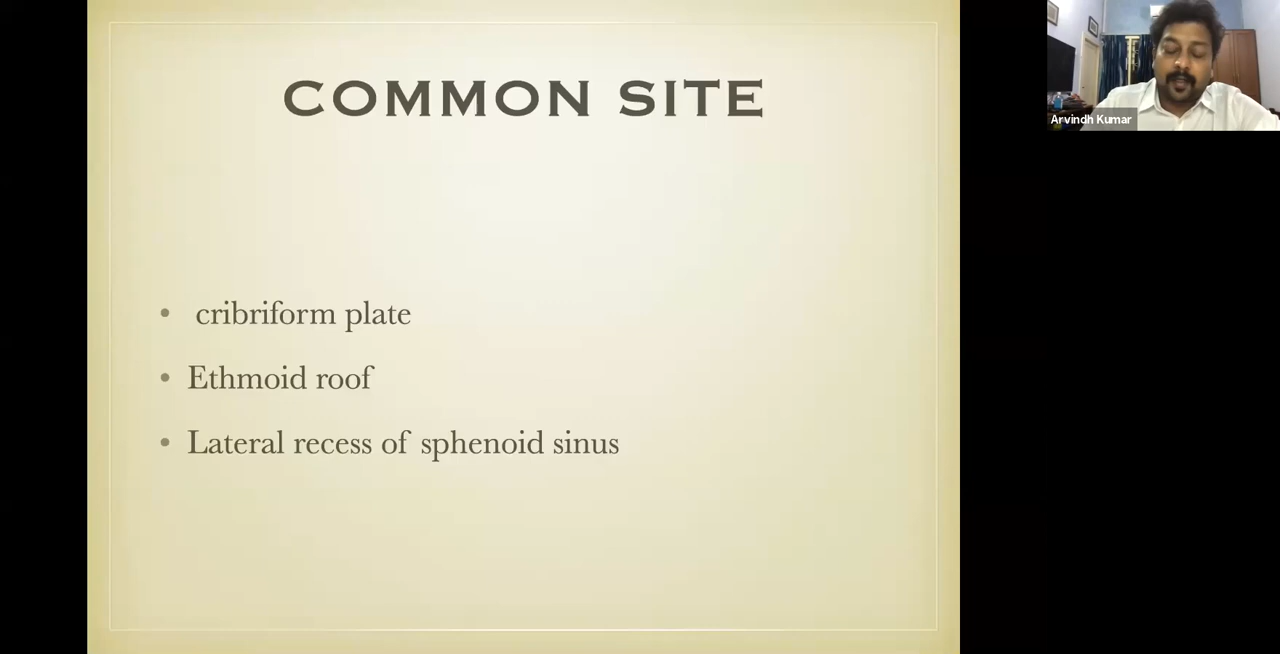 COMMON SITE
• cribriform plate
• Ethmoid roof
• Lateral recess of sphenoid sinus
Arvindh Kumar